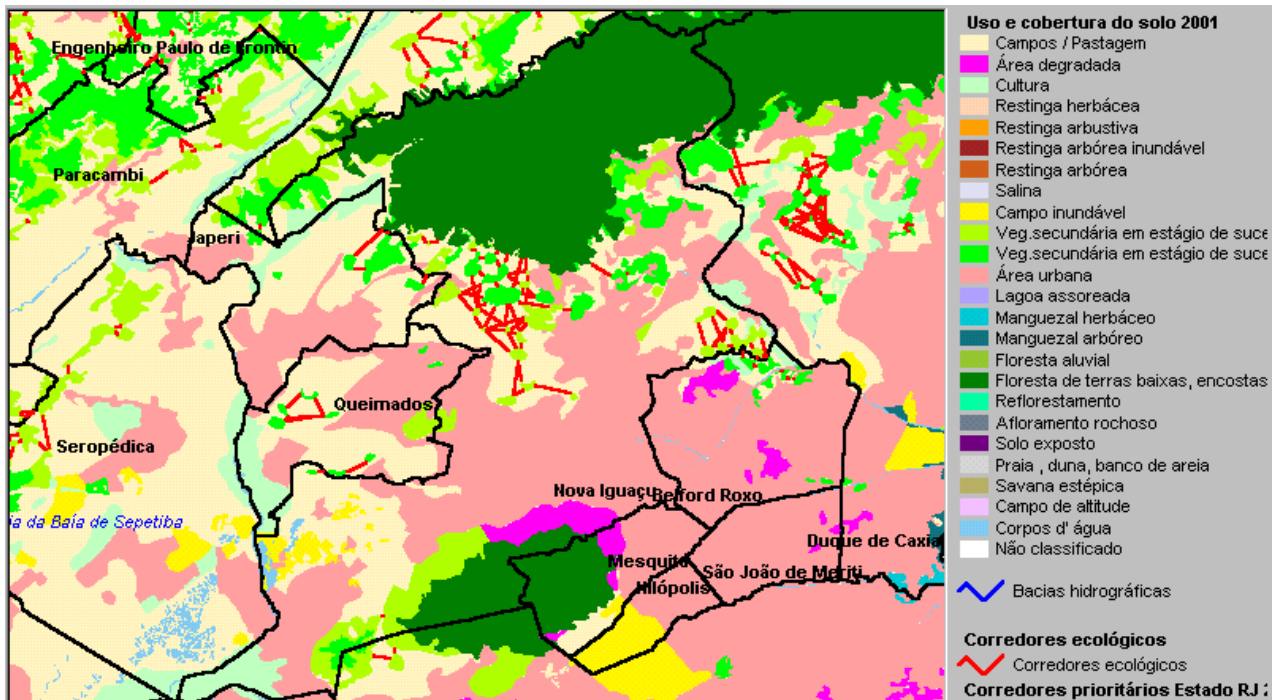 Engenheiro Paulo de Frontin
Paracambi
Japeri
Queimados
Seropédica
Nova Iguaçu
Belford Roxo
ia da Baía de Sepetiba
Duque de Caxia
Mesquita
São João de Meriti
Nilópolis
Uso e cobertura do solo 2001
Campos / Pastagem
Área degradada
Cultura
Restinga herbácea
Restinga arbustiva
Restinga arbórea inundável
Restinga arbórea
Salina
Campo inundável
Veg.secundária em estágio de suce
Veg.secundária em estágio de suce
Área urbana
Lagoa assoreada
Manguezal herbáceo
Manguezal arbóreo
Floresta aluvial
Floresta de terras baixas, encostas
Reflorestamento
Afloramento rochoso
Solo exposto
Praia , duna, banco de areia
Savana estépica
Campo de altitude
Corpos d' água
Não classificado
Bacias hidrográficas
Corredores ecológicos
Corredores ecológicos
Corredores prioritários Estado RJ